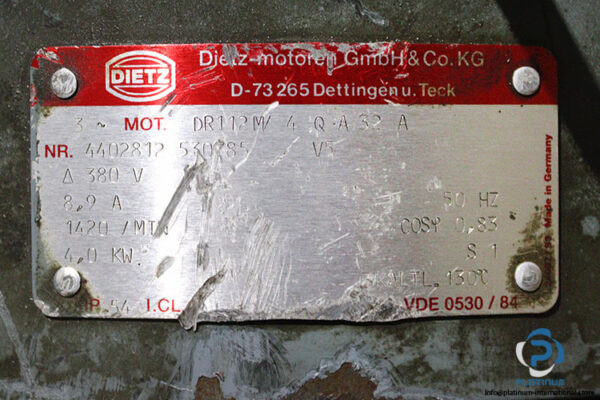 DIETZ
Dietz-motoren GmbH & Co. KG
D-73 265 Dettingen u. Teck
3 ~ MOT. DR112M/ 4 Q-A 32 A
NR. 4402812 530785 V5
Δ 380 V
8,9 A 50 HZ
1420 /MIN COSφ 0,83
4,0 KW S 1
130°C
54 I.CL VDE 0530 / 84
Made in Germany
PLATINUM
info@platinum-international.com